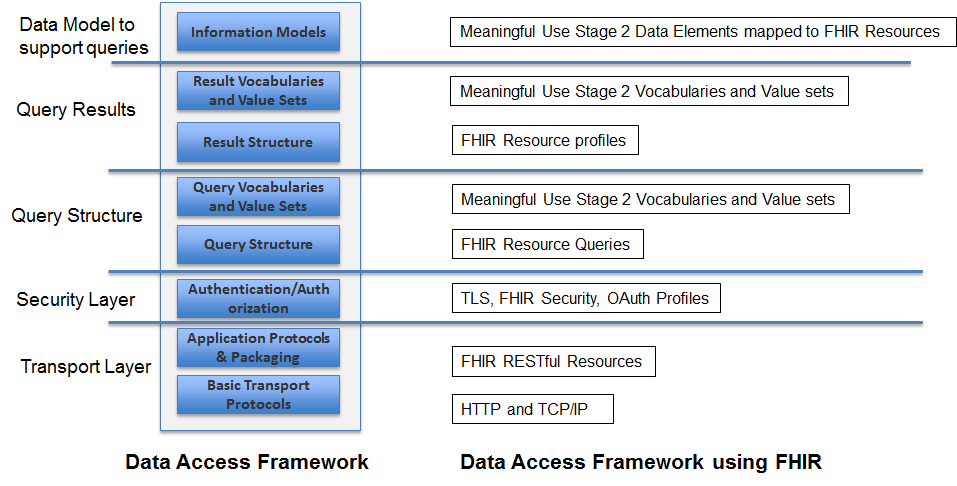 Data Model to
support queries
Information Models
Meaningful Use Stage 2 Data Elements mapped to FHIR Resources
Query Results
Result Vocabularies
and Value Sets
Meaningful Use Stage 2 Vocabularies and Value sets
Result Structure
FHIR Resource profiles
Query Structure
Query Vocabularies
and Value Sets
Meaningful Use Stage 2 Vocabularies and Value sets
Query Structure
FHIR Resource Queries
Security Layer
Authentication/Auth
orization
TLS, FHIR Security, OAuth Profiles
Transport Layer
Application Protocols
& Packaging
FHIR RESTful Resources
Basic Transport
Protocols
HTTP and TCP/IP
Data Access Framework
Data Access Framework using FHIR